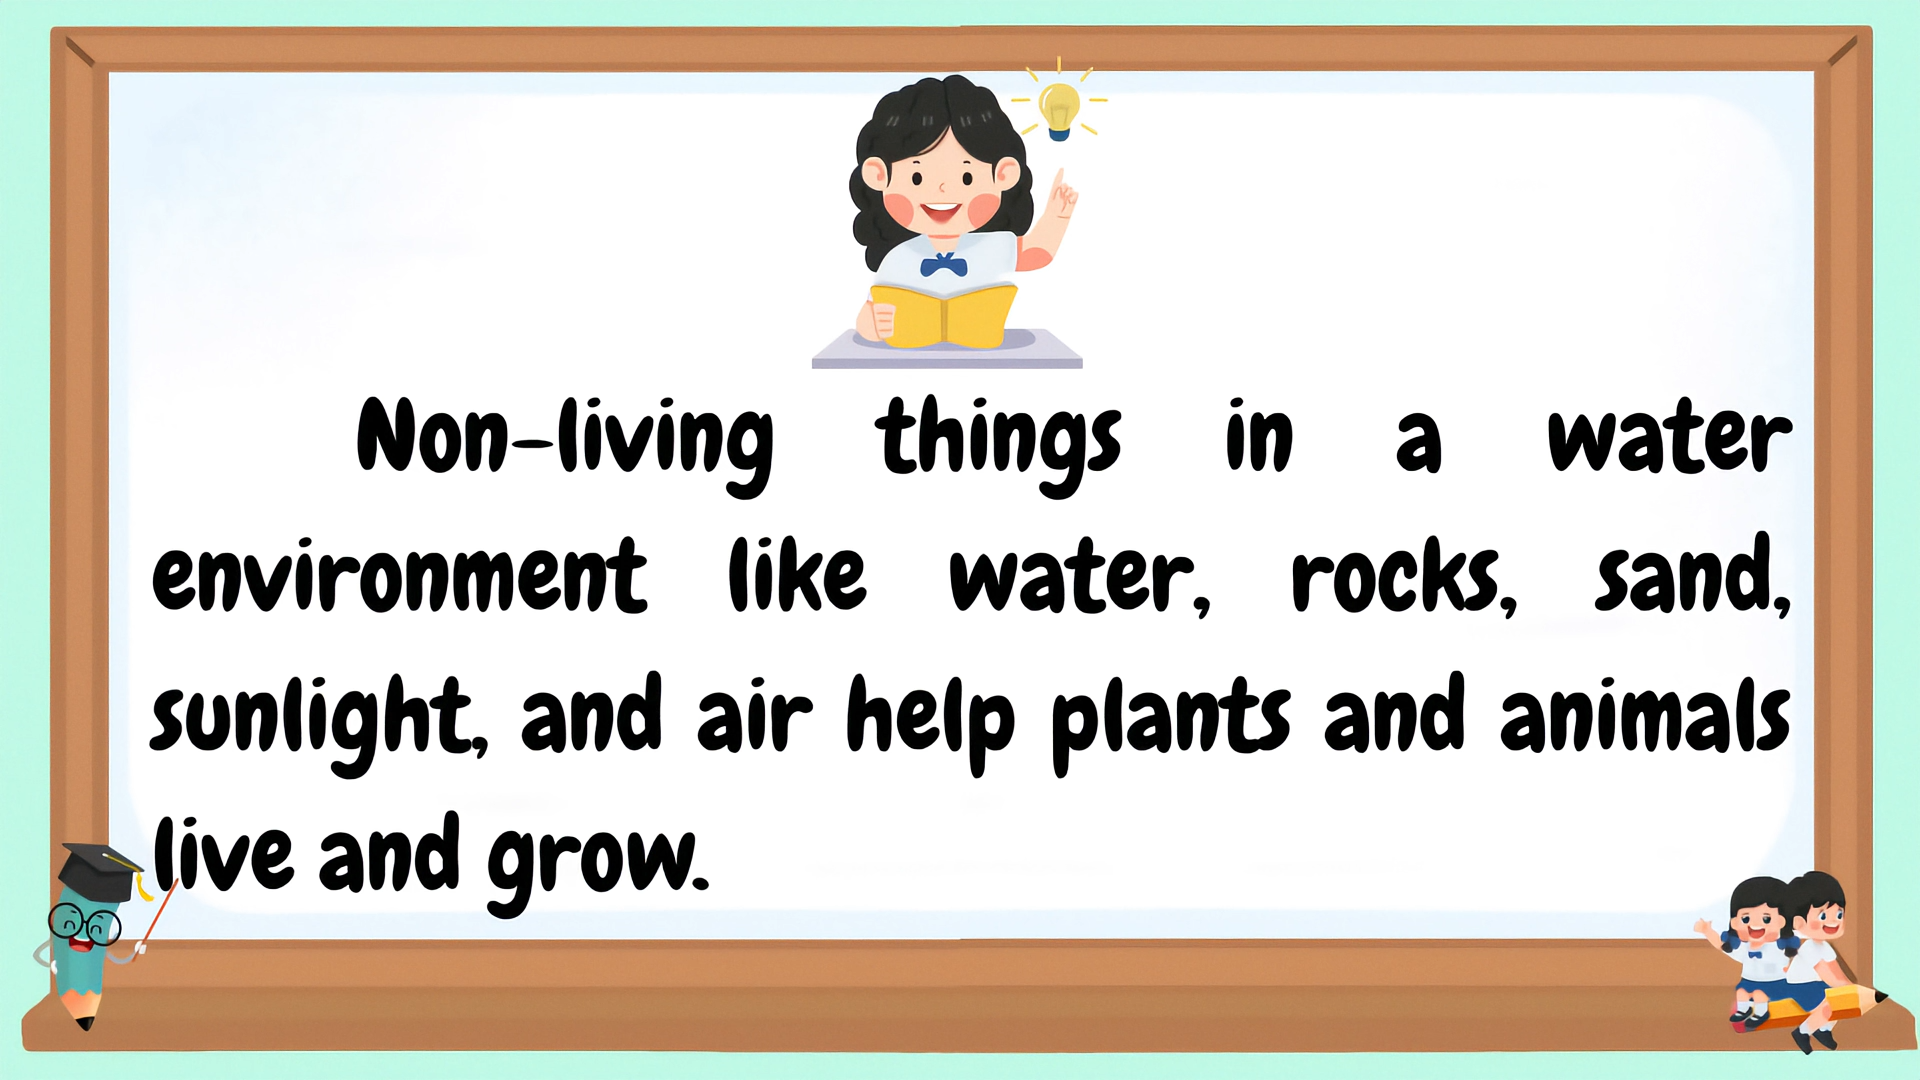 Non-living things in a water
environment like water, rocks, sand,
sunlight, and air help plants and animals
live and grow.